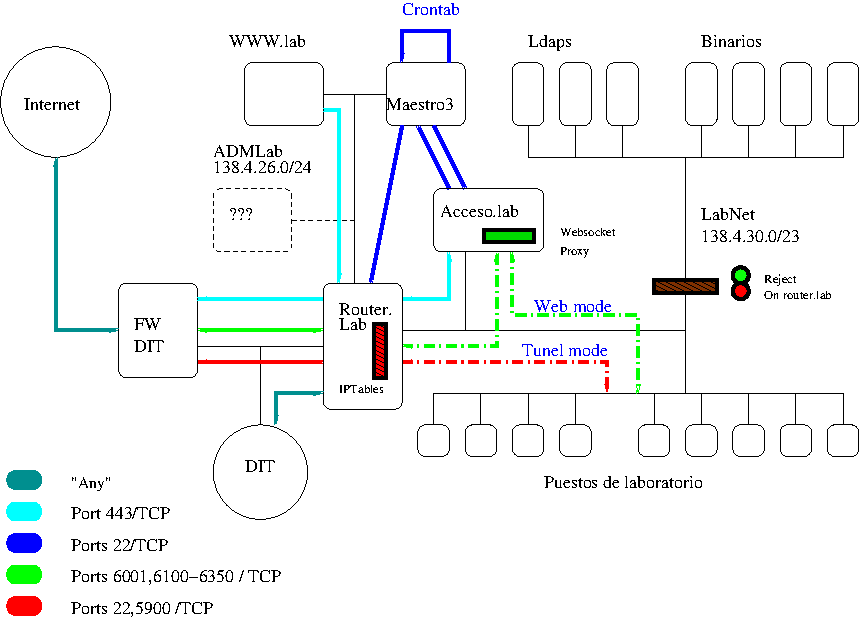 Crontab
WWW.lab
Ldaps
Binarios
Internet
Maestro3
ADMLab
138.4.26.0/24
???
Acceso.lab
Websocket
Proxy
LabNet
138.4.30.0/23
Reject
On router.lab
FW
DIT
Router.
Lab
IPTables
Web mode
Tunel mode
DIT
Puestos de laboratorio
"Any"
Port 443/TCP
Ports 22/TCP
Ports 6001,6100−6350 / TCP
Ports 22,5900 /TCP